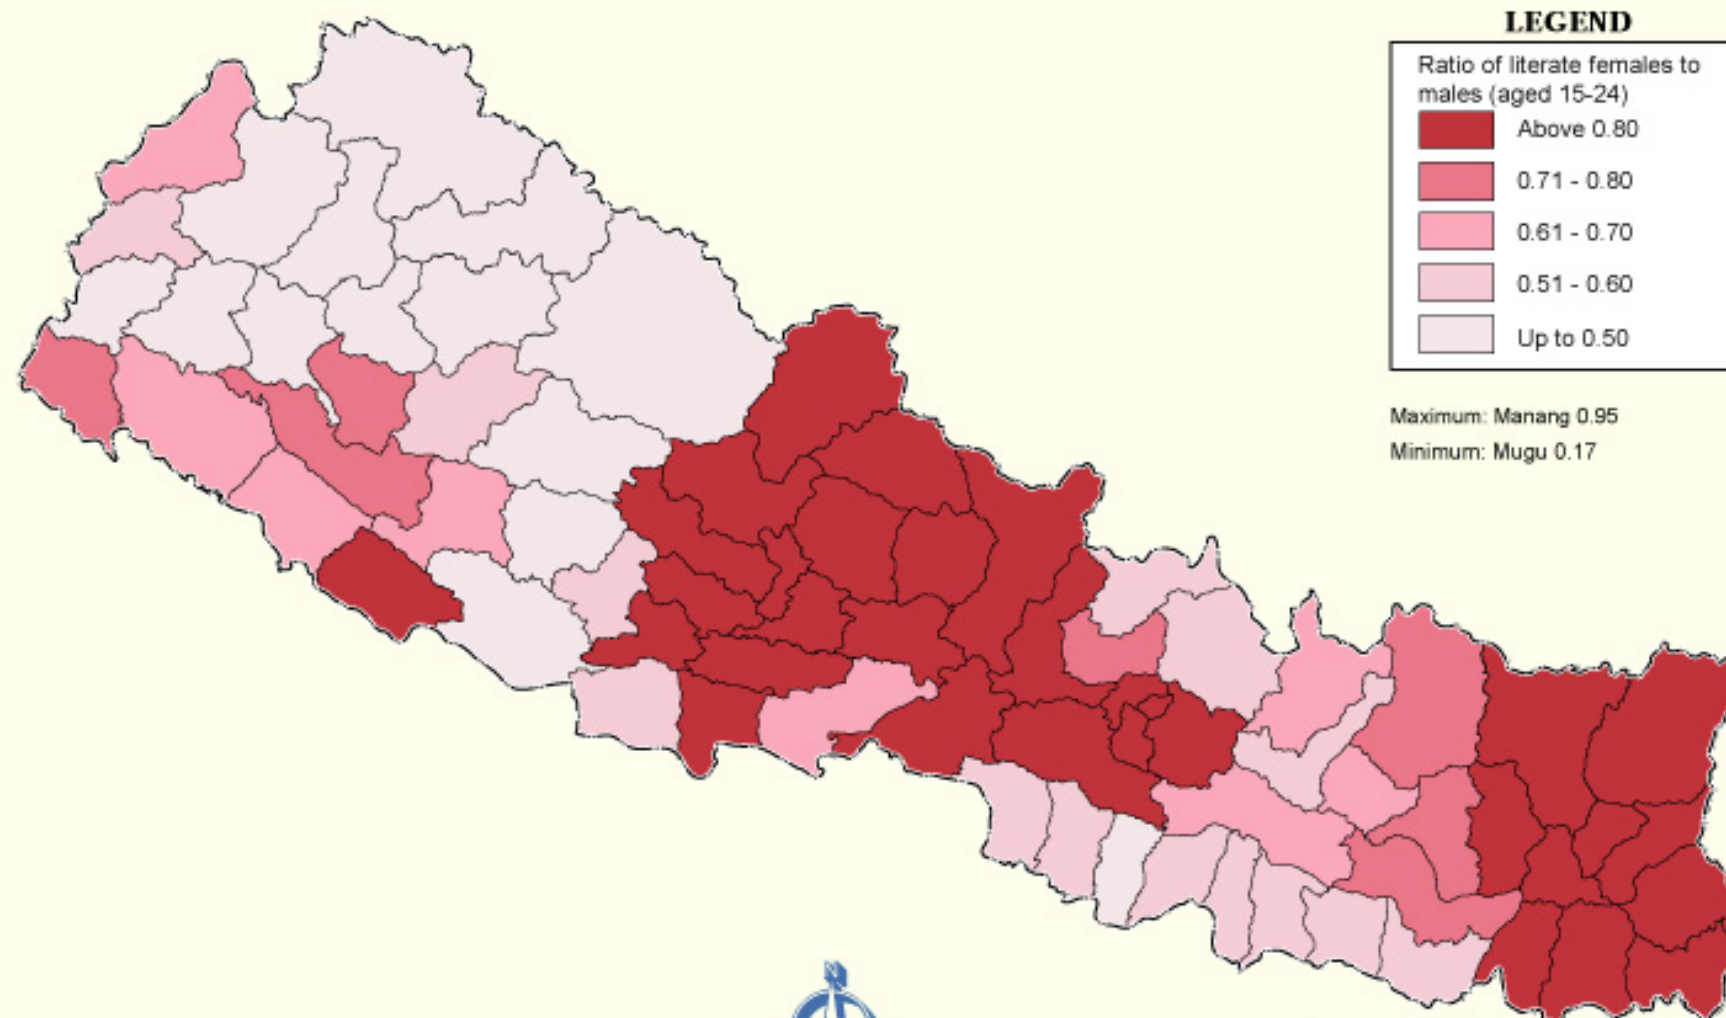 LEGEND
Ratio of literate females to
males (aged 15-24)
Above 0.80
0.71 - 0.80
0.61 - 0.70
0.51 - 0.60
Up to 0.50
Maximum: Manang 0.95
Minimum: Mugu 0.17
N